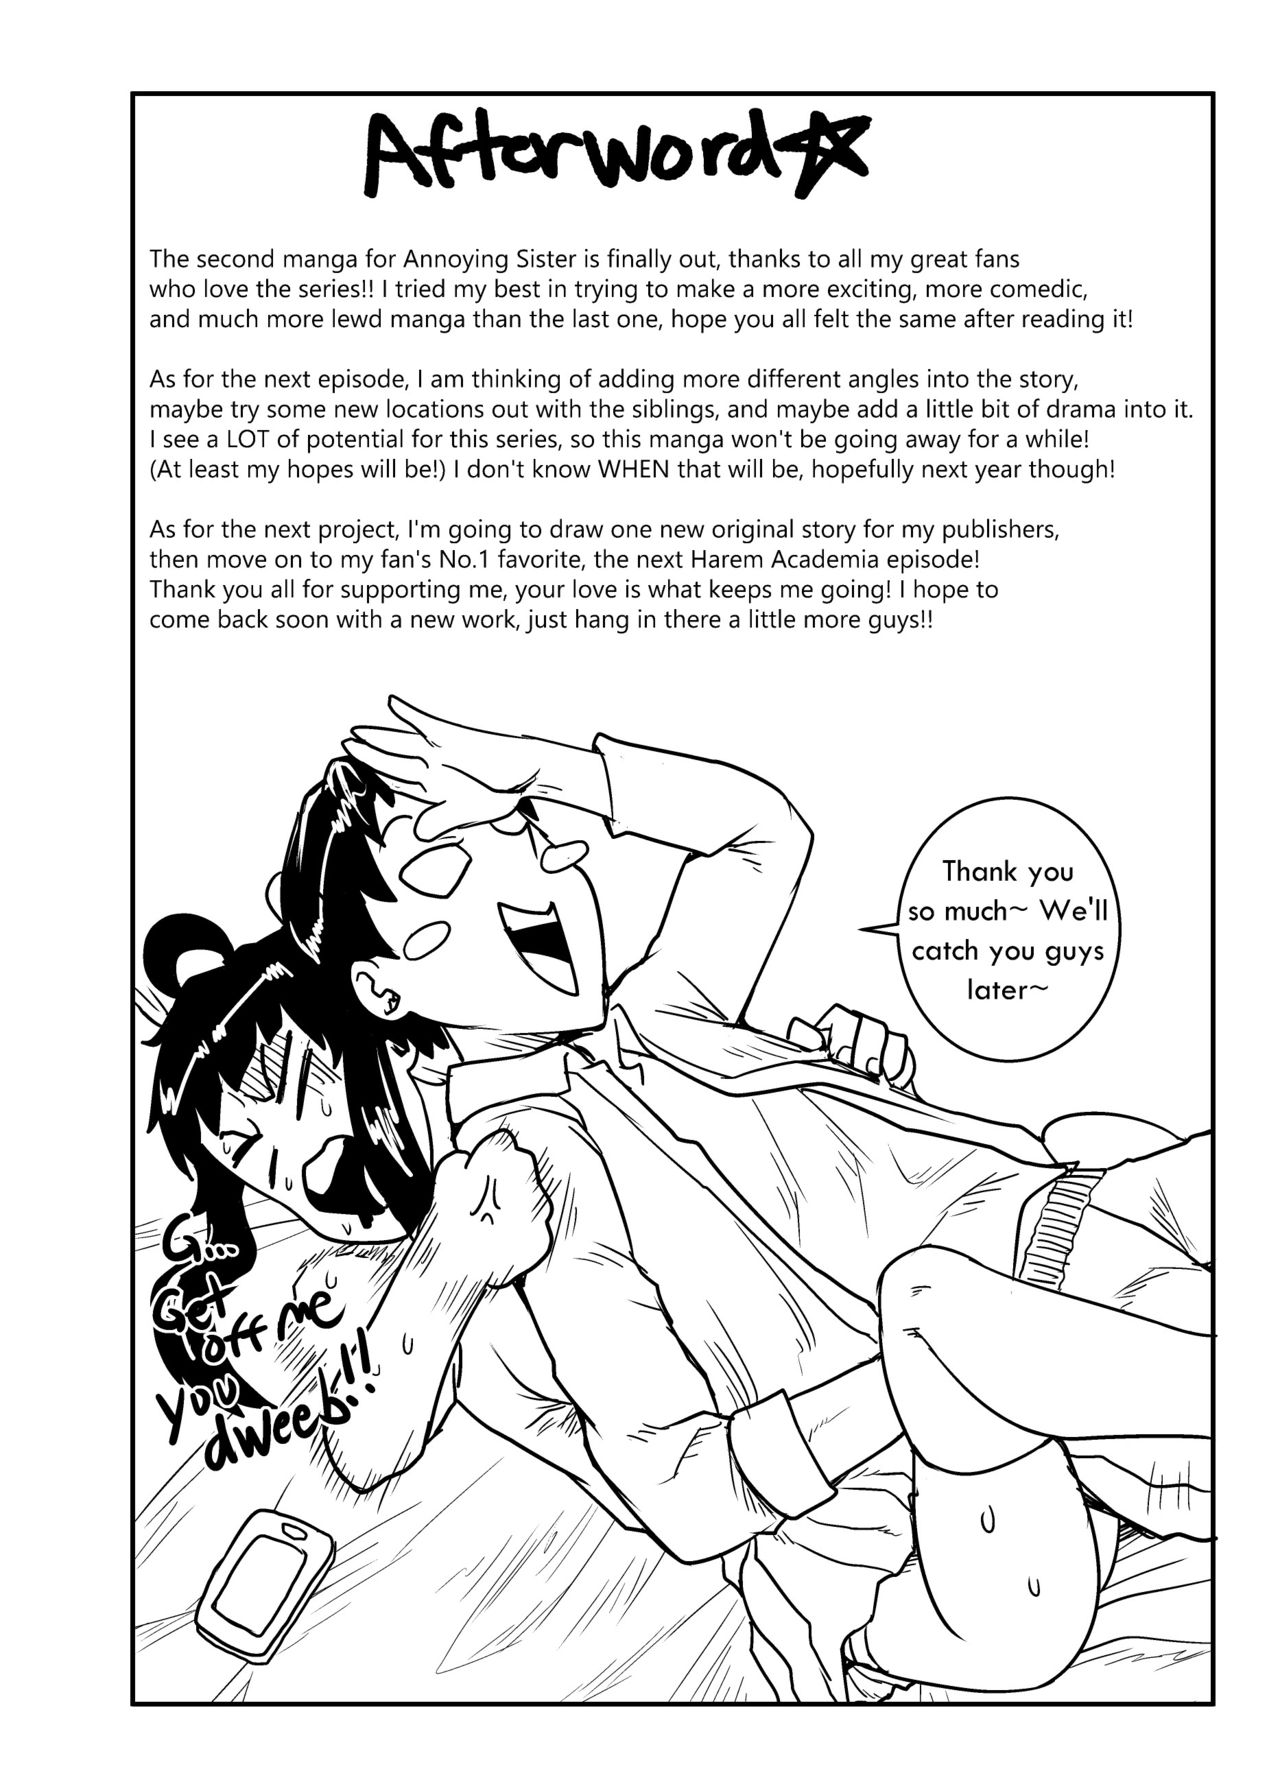 Afterword
The second manga for Annoying Sister is finally out, thanks to all my great fans
who love the series!! I tried my best in trying to make a more exciting, more comedic,
and much more lewd manga than the last one, hope you all felt the same after reading it!
As for the next episode, I am thinking of adding more different angles into the story,
maybe try some new locations out with the siblings, and maybe add a little bit of drama into it.
I see a LOT of potential for this series, so this manga won't be going away for a while!
(At least my hopes will be!) I don't know WHEN that will be, hopefully next year though!
As for the next project, I'm going to draw one new original story for my publishers,
then move on to my fan's No.1 favorite, the next Harem Academia episode!
Thank you all for supporting me, your love is what keeps me going! I hope to
come back soon with a new work, just hang in there a little more guys!!
Thank you
so much~ We'll
catch you guys
later~
G...
Get
off me
you
dweeb!!